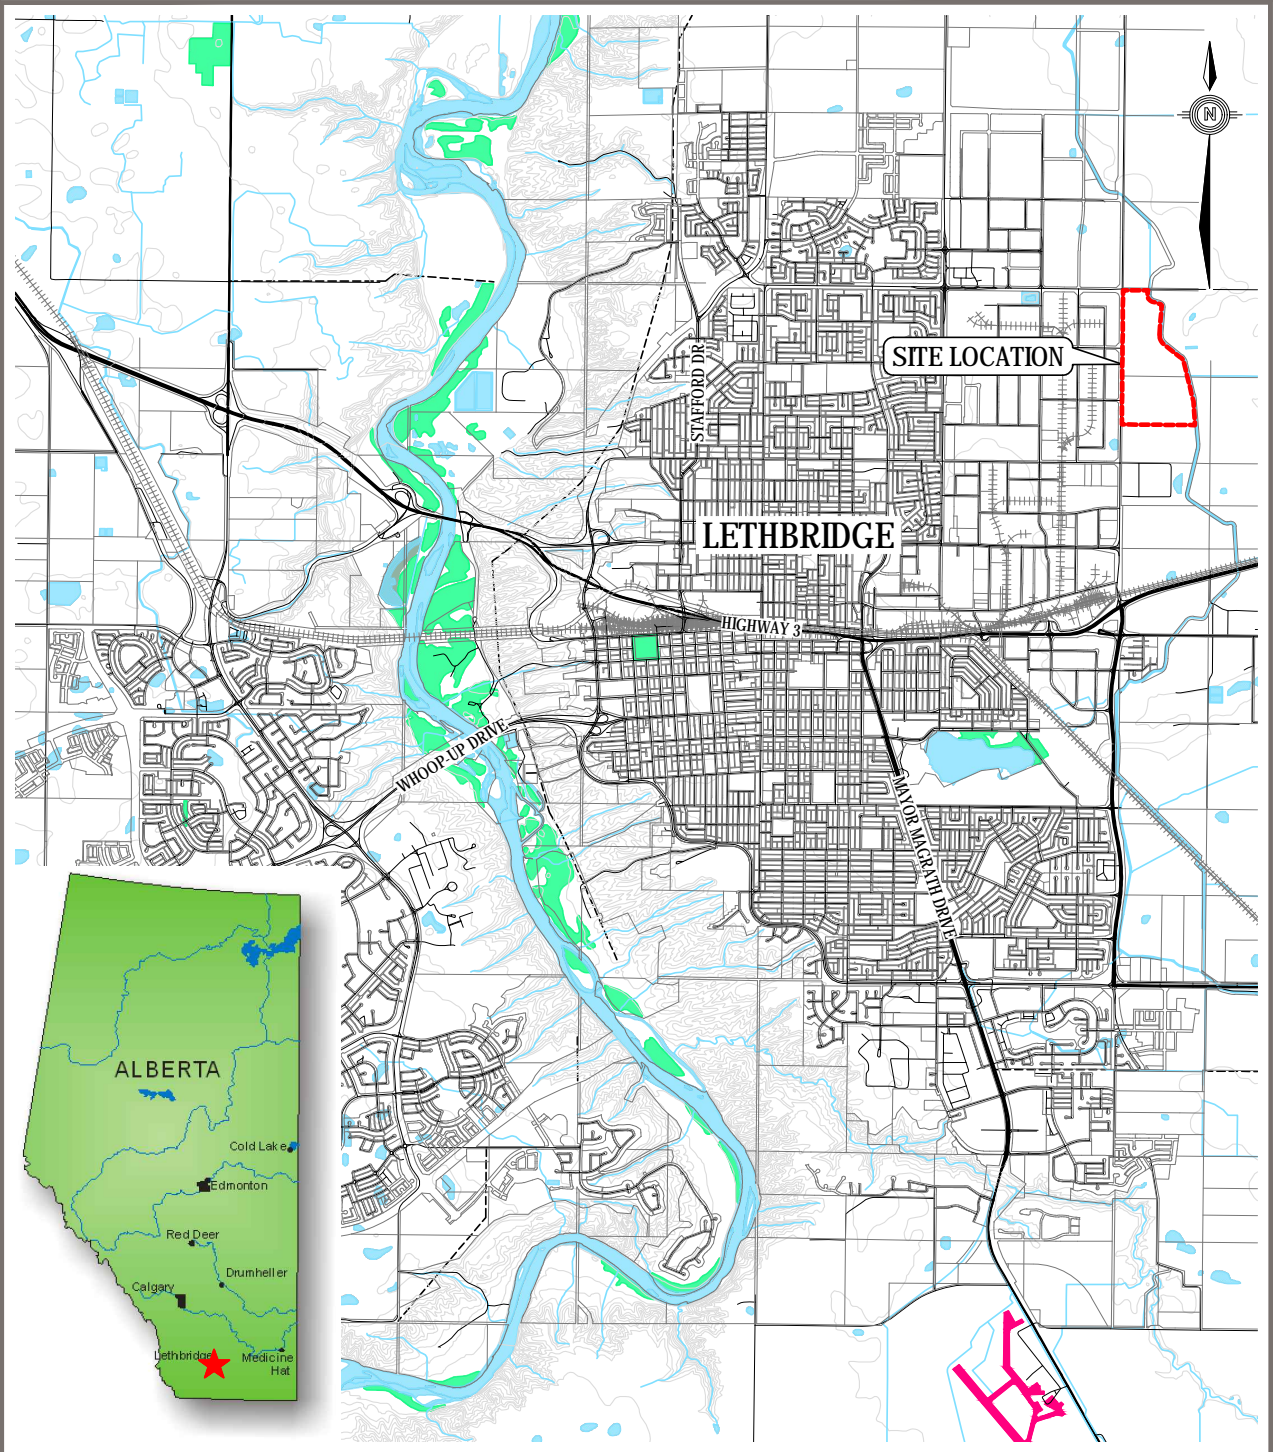 N
SITE LOCATION
STAFFORD DR
LETHBRIDGE
HIGHWAY 3
WHOOP-UP DRIVE
MAYOR MAGRATH DRIVE
ALBERTA
Cold Lake
Edmonton
Red Deer
Drumheller
Calgary
Lethbridge
Medicine
Hat